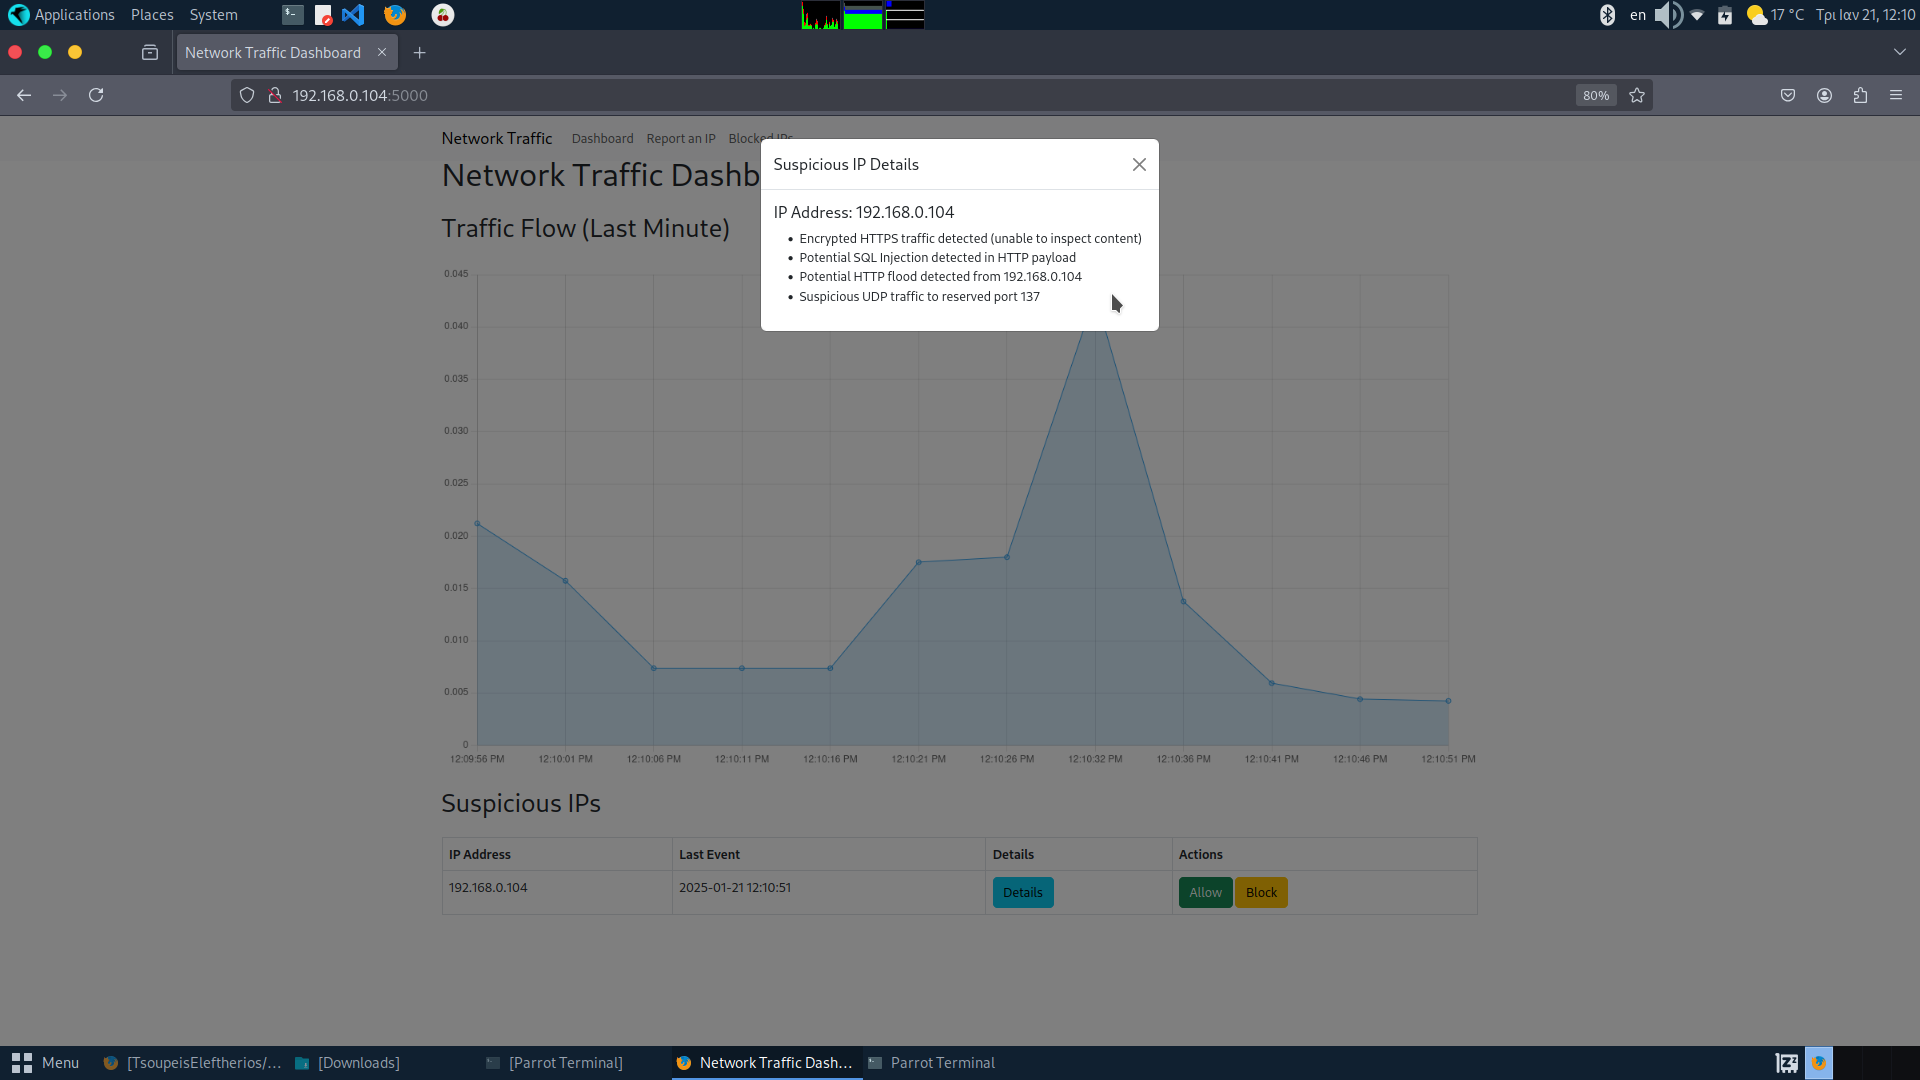 Applications Places System
en 17 °C Τρι Ιαν 21, 12:10
Network Traffic Dashboard
192.168.0.104:5000
80%
Network Traffic Dashboard Report an IP Blocked IPs
Network Traffic Dashb
Suspicious IP Details
IP Address: 192.168.0.104
Encrypted HTTPS traffic detected (unable to inspect content)
Potential SQL Injection detected in HTTP payload
Potential HTTP flood detected from 192.168.0.104
Suspicious UDP traffic to reserved port 137
Traffic Flow (Last Minute)
0.045
0.040
0.035
0.030
0.025
0.020
0.015
0.010
0.005
0
12:09:56 PM 12:10:01 PM 12:10:06 PM 12:10:11 PM 12:10:16 PM 12:10:21 PM 12:10:26 PM 12:10:32 PM 12:10:36 PM 12:10:41 PM 12:10:46 PM 12:10:51 PM
Suspicious IPs
IP Address Last Event Details Actions
192.168.0.104 2025-01-21 12:10:51 Details Allow Block
Menu [TsoupeisEleftherios/... [Downloads] [Parrot Terminal] Network Traffic Dash... Parrot Terminal